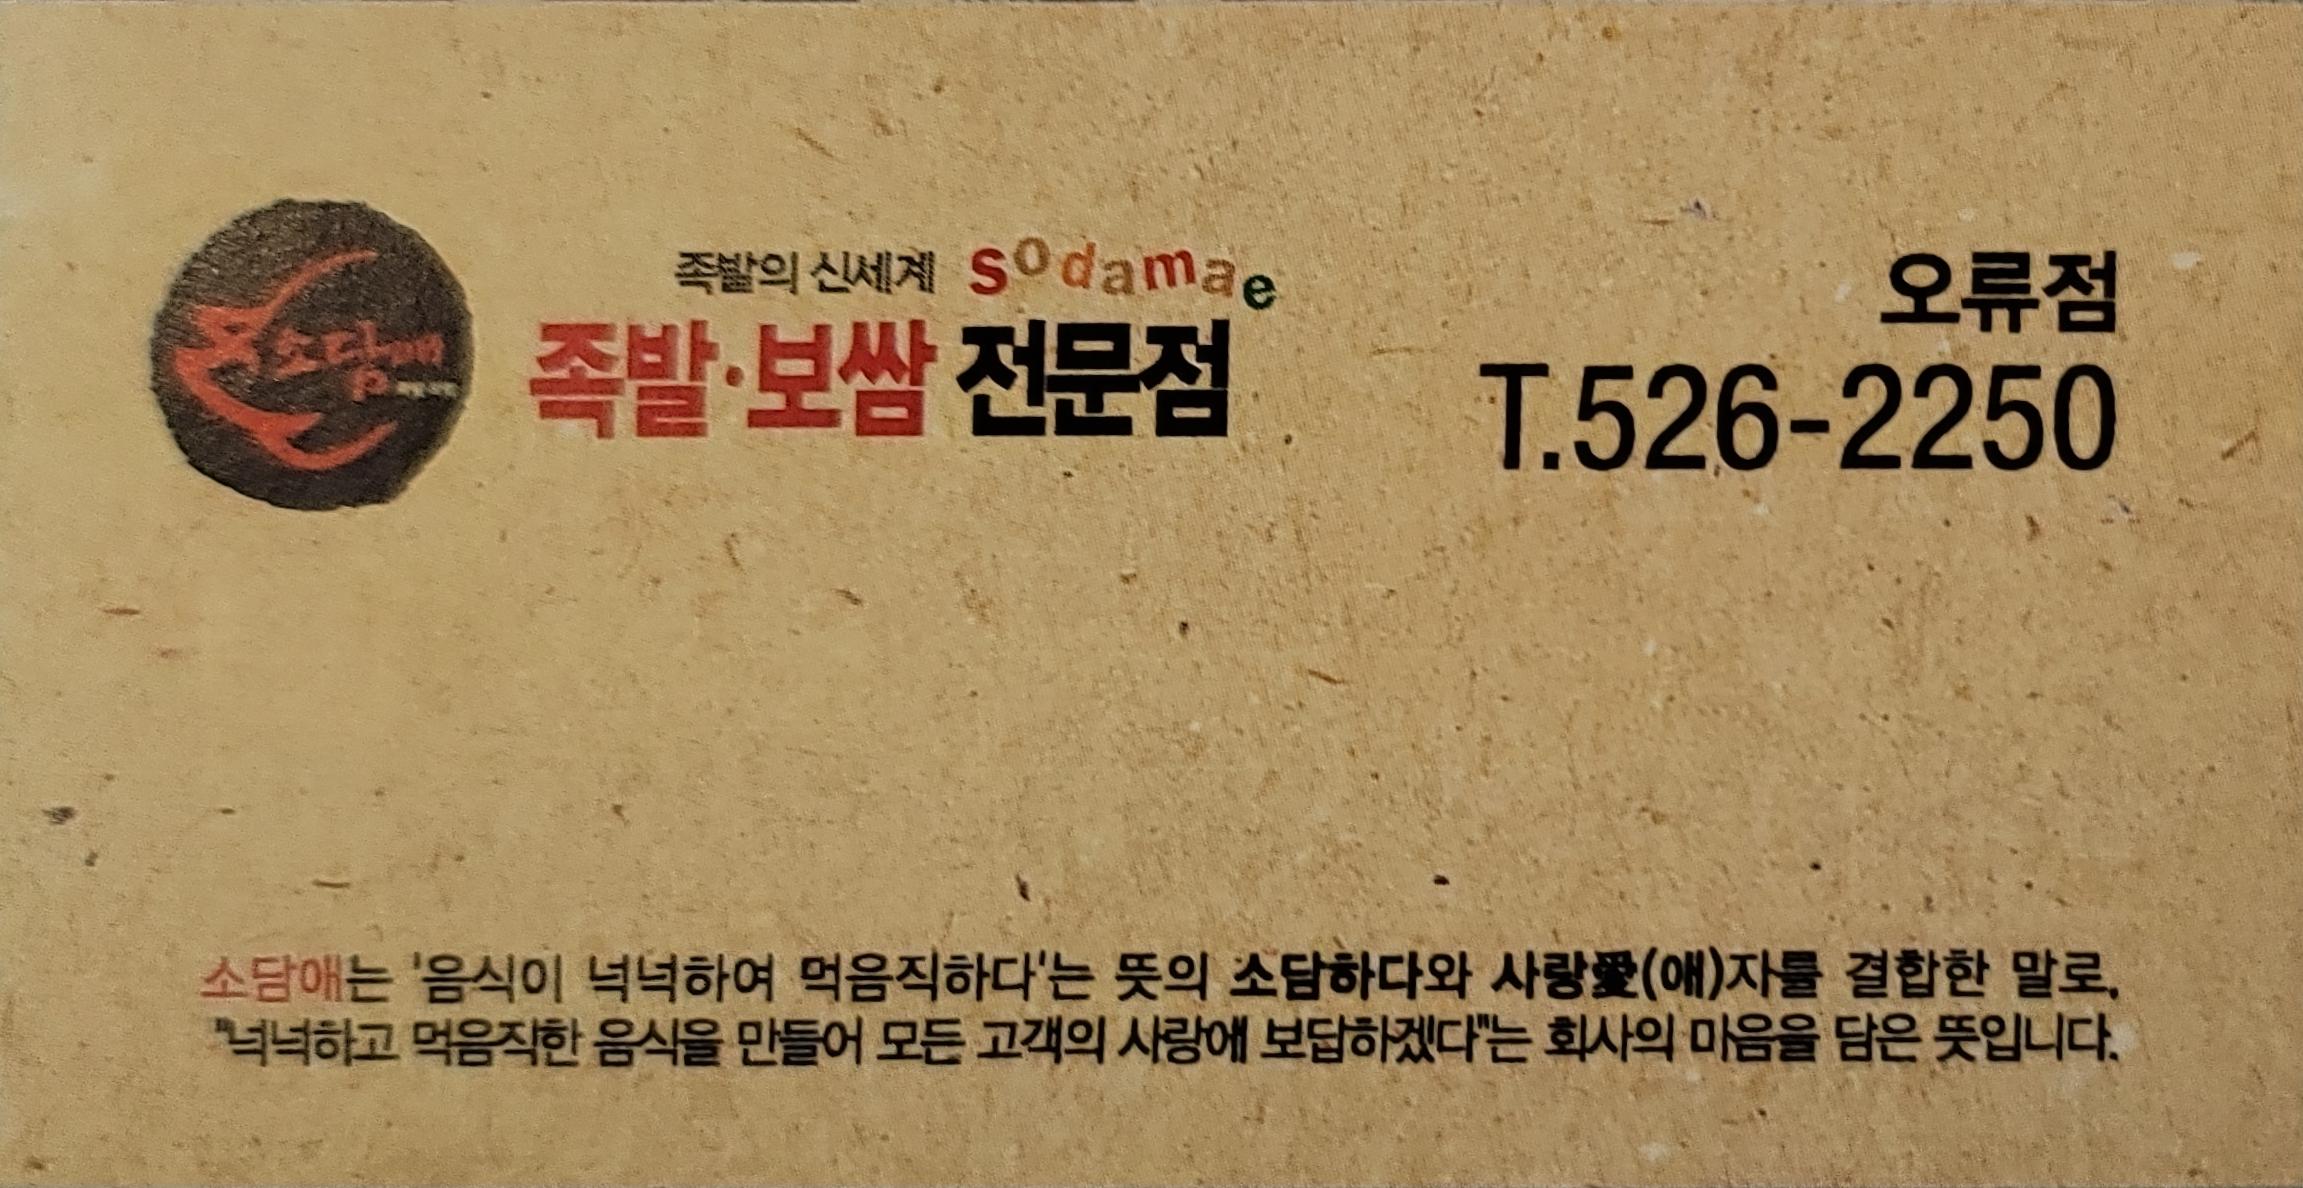 소담애
족발의 신세계 sodamae
족발·보쌈 전문점
오류점
T.526-2250
소담애는 '음식이 넉넉하여 먹음직하다'는 뜻의 소담하다와 사랑愛(애)자를 결합한 말로,
"넉넉하고 먹음직한 음식을 만들어 모든 고객의 사랑에 보답하겠다"는 회사의 마음을 담은 뜻입니다.